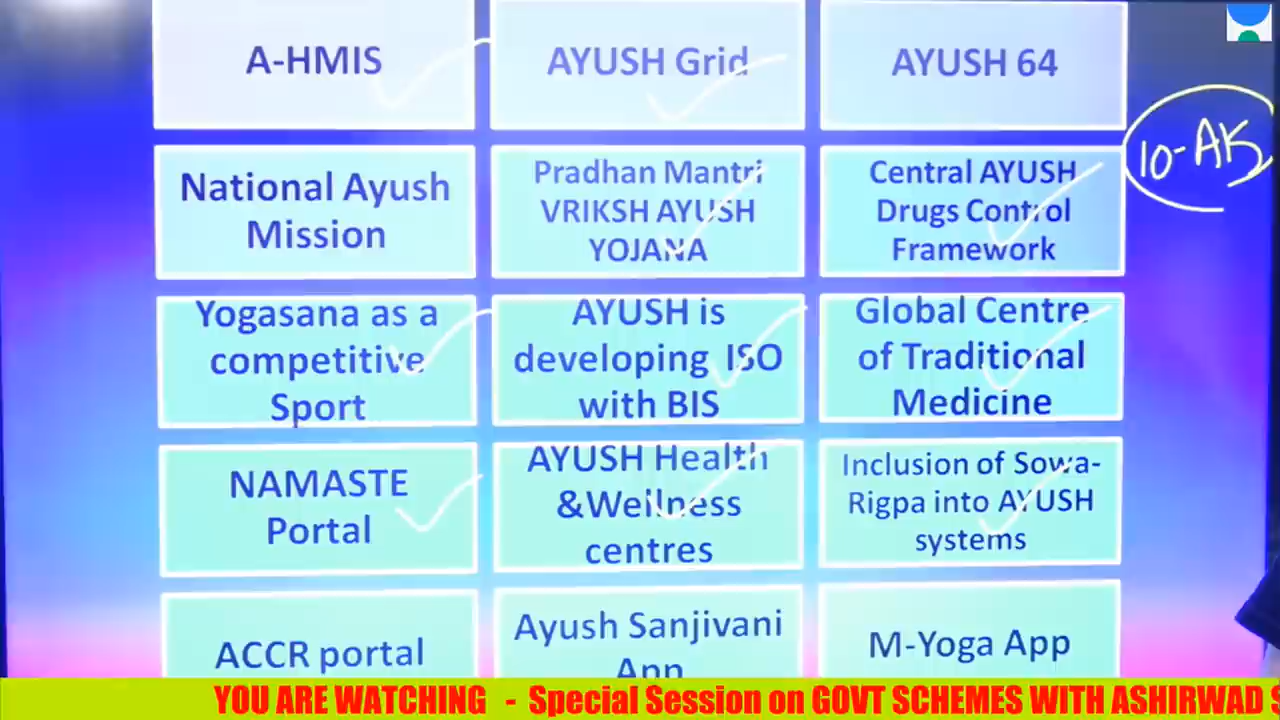 A-HMIS
AYUSH Grid
AYUSH 64
10-AK
National Ayush
Mission
Pradhan Mantri
VRIKSH AYUSH
YOJANA
Central AYUSH
Drugs Control
Framework
Yogasana as a
competitive
Sport
AYUSH is
developing ISO
with BIS
Global Centre
of Traditional
Medicine
NAMASTE
Portal
AYUSH Health
&Wellness
centres
Inclusion of Sowa-
Rigpa into AYUSH
systems
ACCR portal
Ayush Sanjivani
App
M-Yoga App
YOU ARE WATCHING - Special Session on GOVT SCHEMES WITH ASHIRWAD S